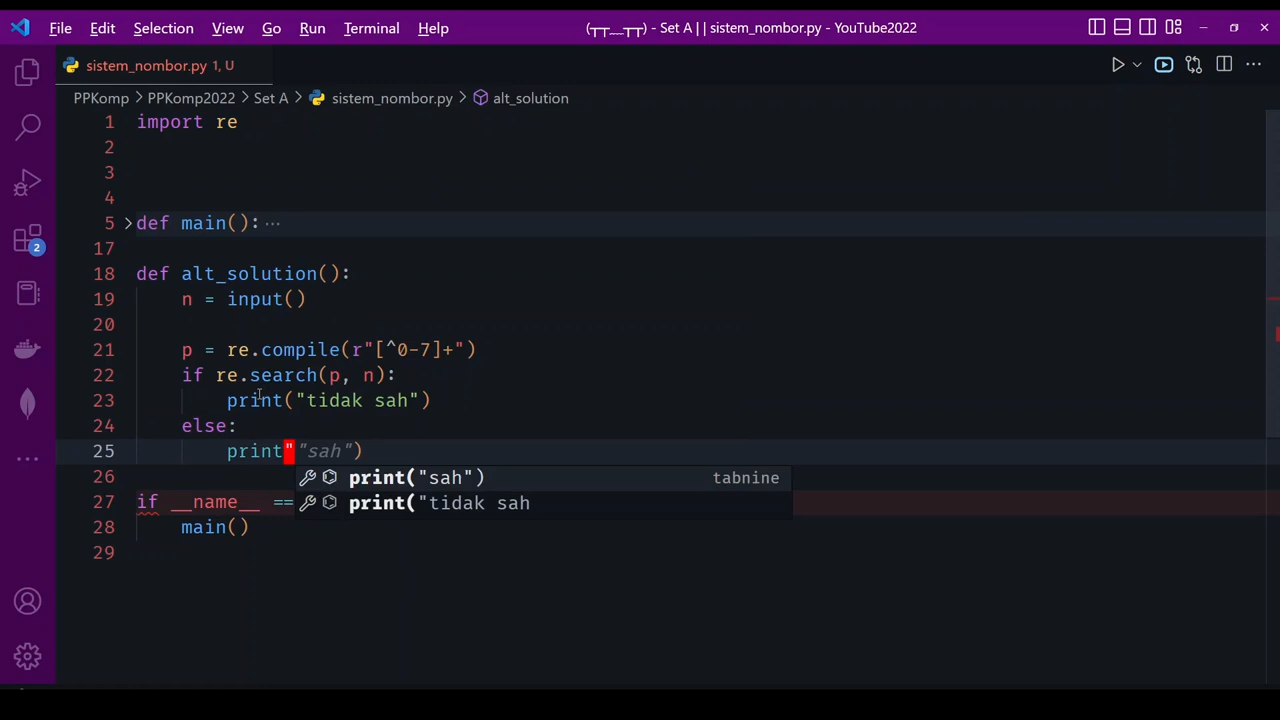 File Edit Selection View Go Run Terminal Help (┬┬﹏┬┬) - Set A | | sistem_nombor.py - YouTube2022
sistem_nombor.py 1, U
PPKomp > PPKomp2022 > Set A > sistem_nombor.py > alt_solution
1 import re
2
3
4
5 def main(): ···
17
18 def alt_solution():
19 n = input()
20
21 p = re.compile(r"[^0-7]+")
22 if re.search(p, n):
23 print("tidak sah")
24 else:
25 print""sah")
print("sah") tabnine
26 print("tidak sah
27 if __name__ ==
28 main()
29
2